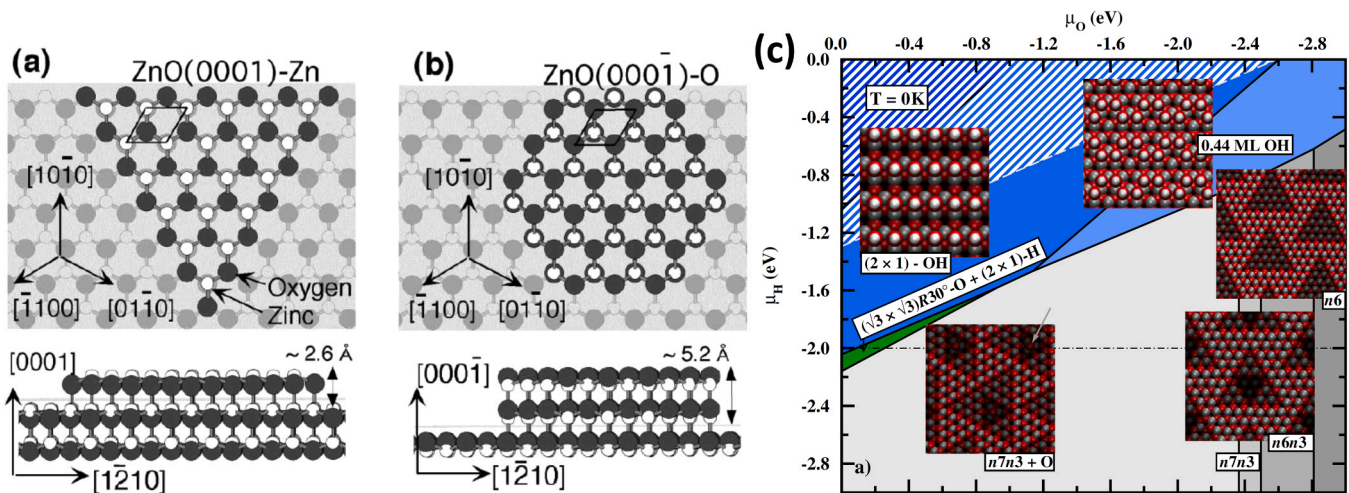 (a)
ZnO(0001)-Zn
[101̄0]
[1̄100]
[011̄0]
Oxygen
Zinc
[0001]
~ 2.6 Å
[12̄10]
(b)
ZnO(0001̄)-O
[101̄0]
[1̄100]
[011̄0]
[0001̄]
~ 5.2 Å
[12̄10]
(c)
μO (eV)
0.0 -0.4 -0.8 -1.2 -1.6 -2.0 -2.4 -2.8
μH (eV)
0.0
-0.4
-0.8
-1.2
-1.6
-2.0
-2.4
-2.8
T = 0K
0.44 ML OH
(2 × 1) - OH
(√3 × √3)R30°-O + (2 × 1)-H
n6
n6n3
n7n3
n7n3 + O
a)